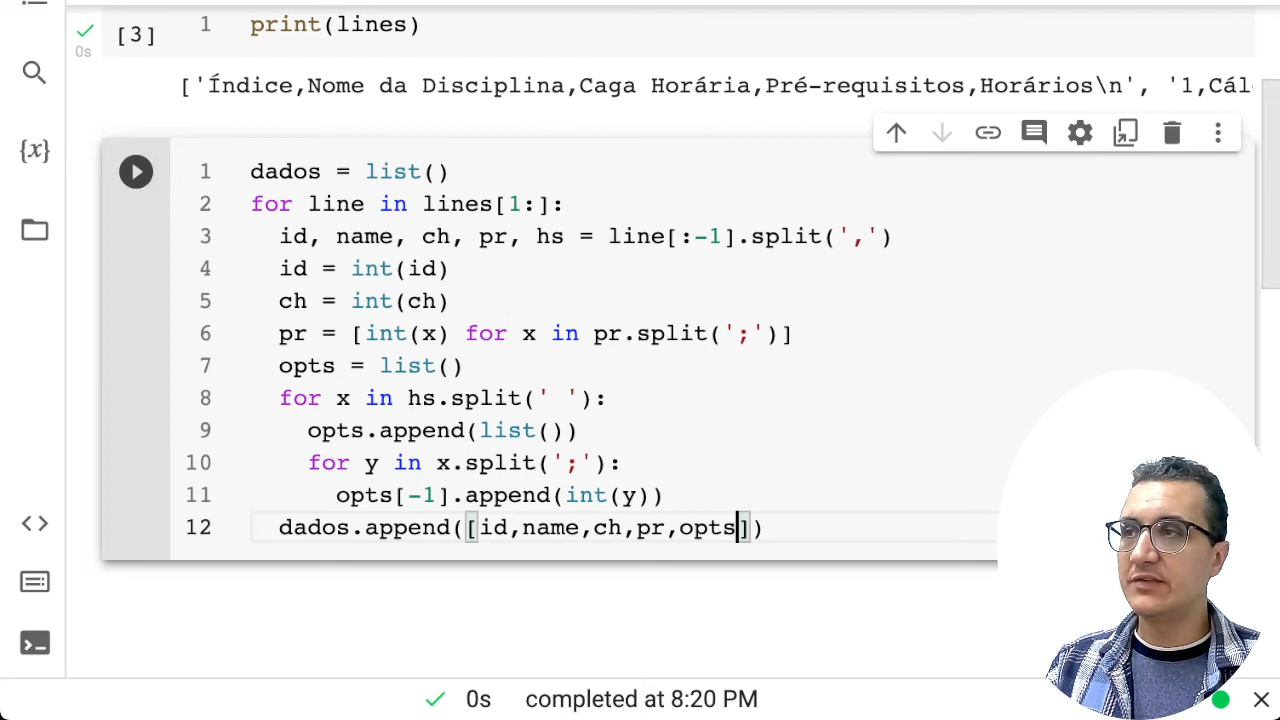 [3]
0s
1 print(lines)
['Índice,Nome da Disciplina,Caga Horária,Pré-requisitos,Horários\n', '1,Cál
{x}
1 dados = list()
2 for line in lines[1:]:
3 id, name, ch, pr, hs = line[:-1].split(',')
4 id = int(id)
5 ch = int(ch)
6 pr = [int(x) for x in pr.split(';')]
7 opts = list()
8 for x in hs.split(' '):
9 opts.append(list())
10 for y in x.split(';'):
11 opts[-1].append(int(y))
12 dados.append([id,name,ch,pr,opts])
0s completed at 8:20 PM